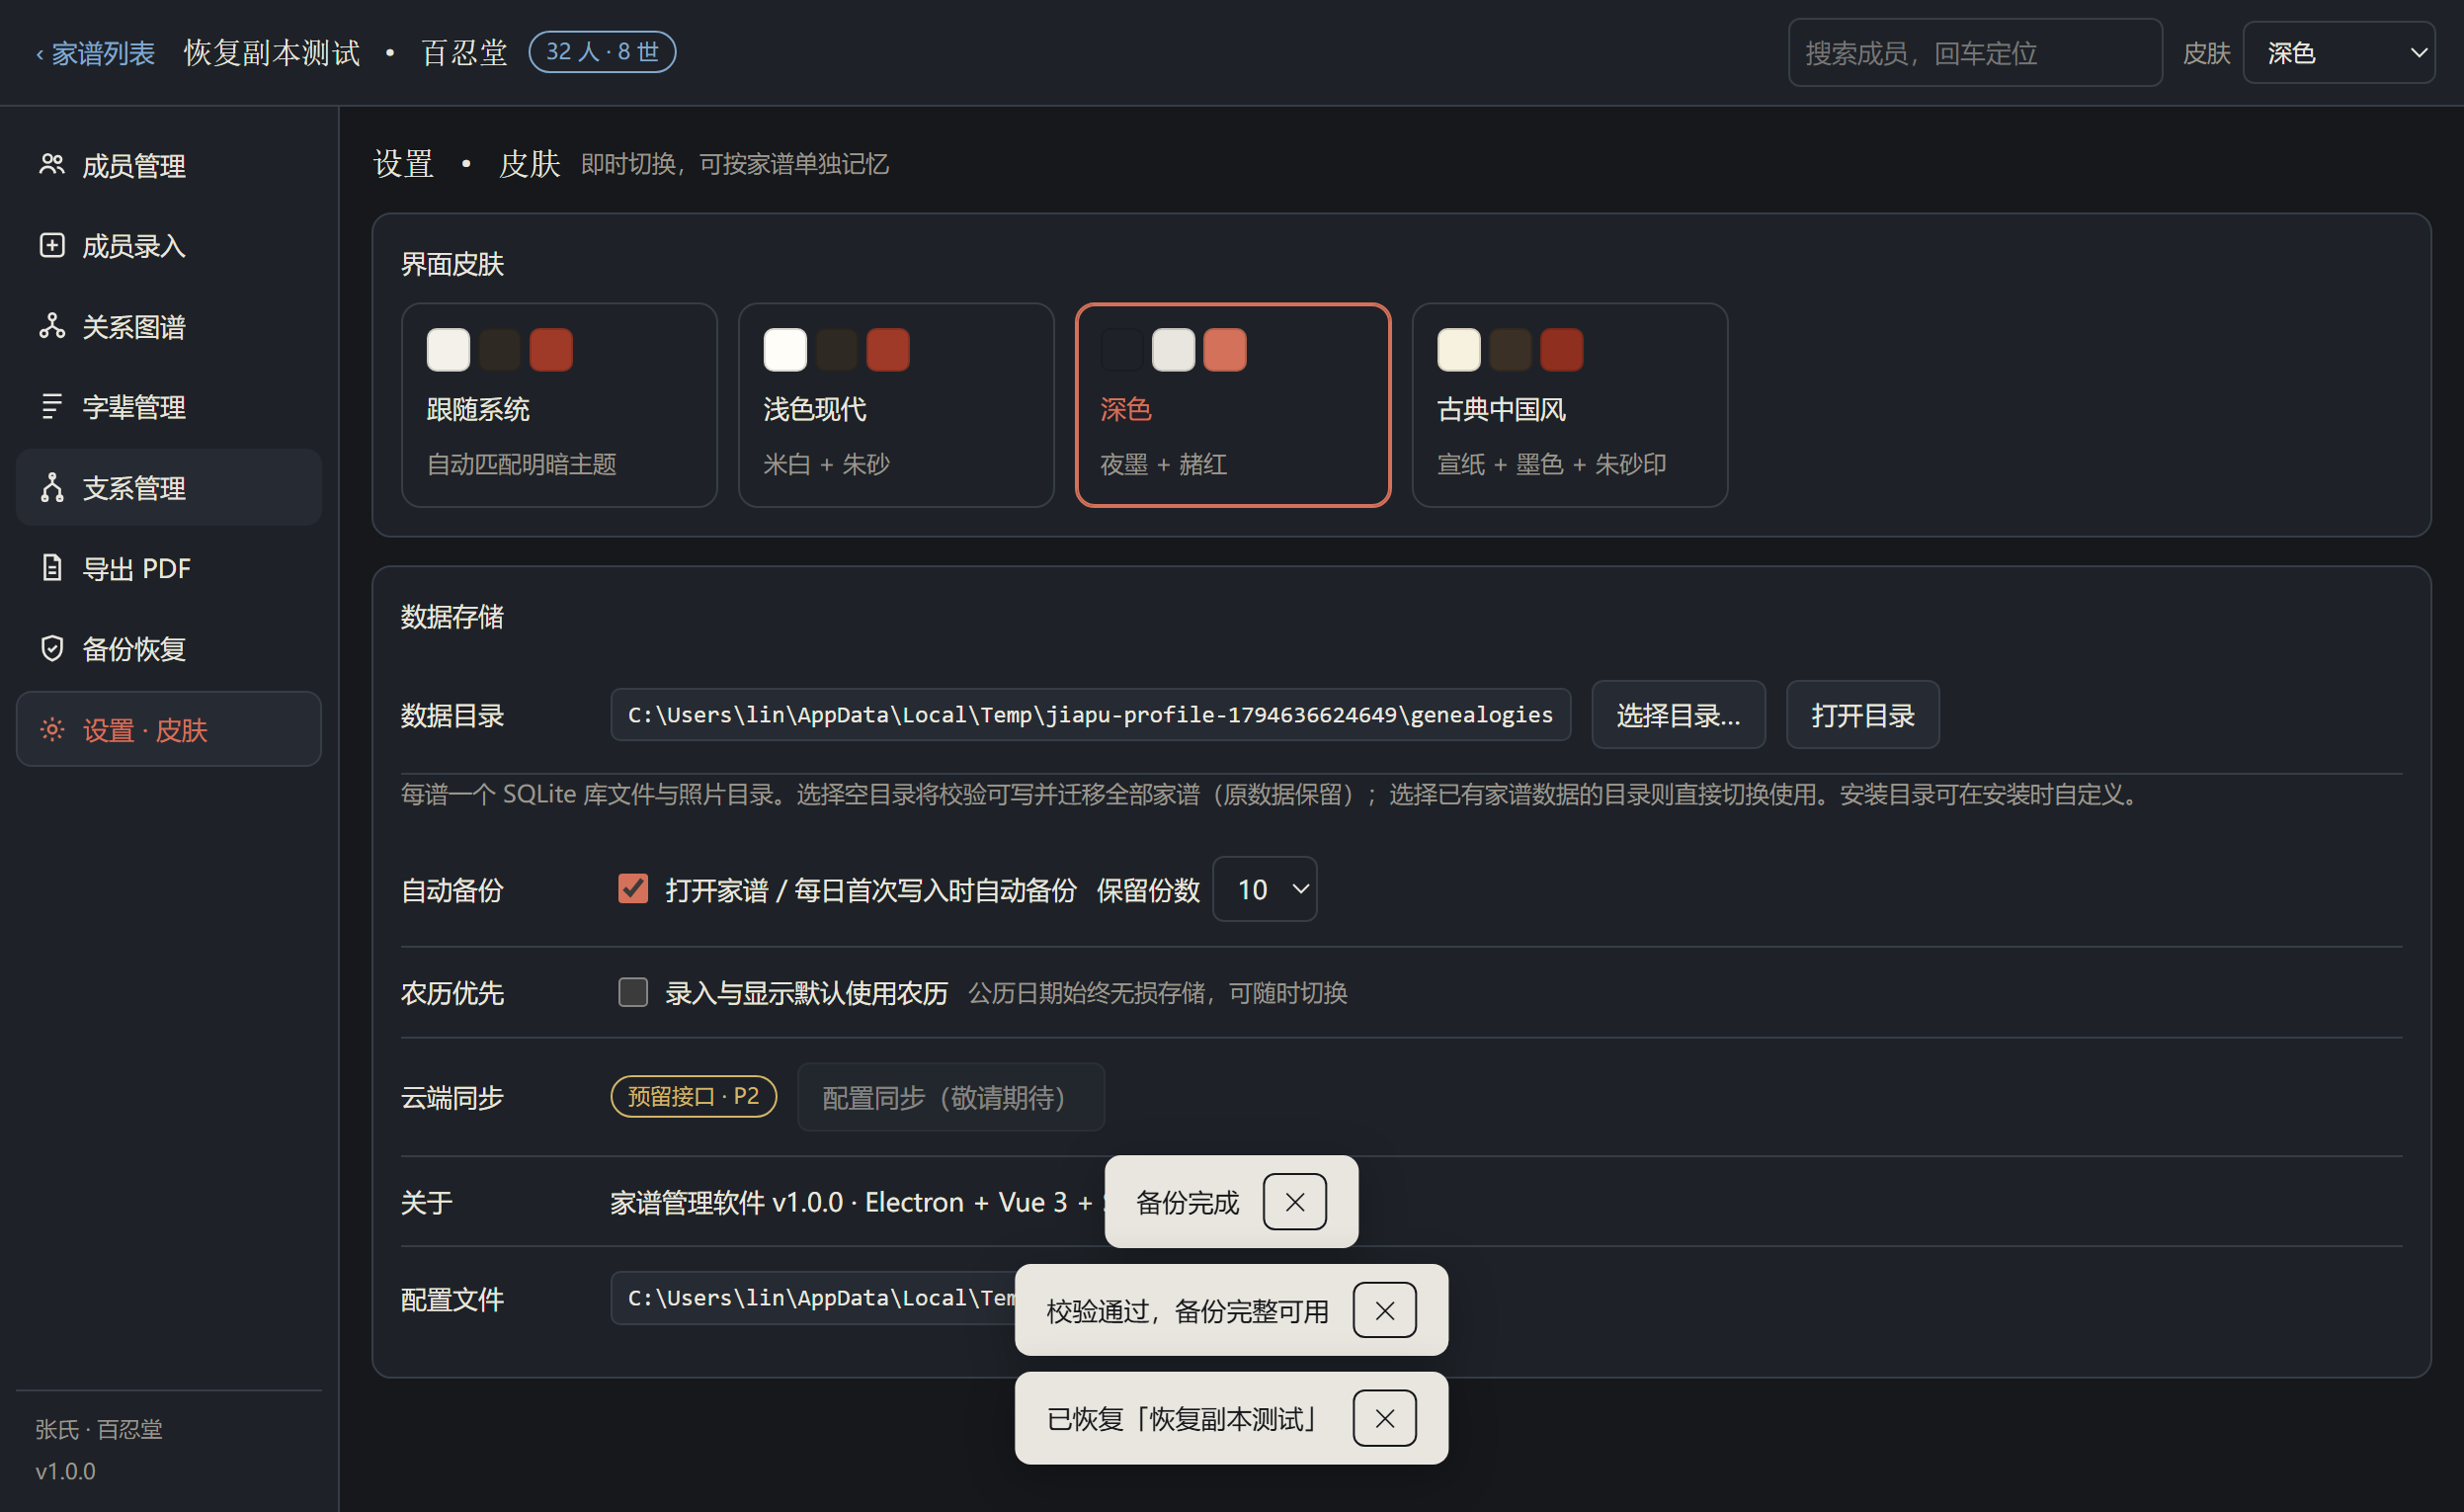 ‹ 家谱列表 恢复副本测试 • 百忍堂 32 人 · 8 世 搜索成员，回车定位 皮肤 深色
成员管理
成员录入
关系图谱
字辈管理
支系管理
导出 PDF
备份恢复
设置 · 皮肤
张氏 · 百忍堂
v1.0.0
设置 • 皮肤 即时切换，可按家谱单独记忆
界面皮肤
跟随系统
自动匹配明暗主题
浅色现代
米白 + 朱砂
深色
夜墨 + 赭红
古典中国风
宣纸 + 墨色 + 朱砂印
数据存储
数据目录 C:\Users\lin\AppData\Local\Temp\jiapu-profile-1794636624649\genealogies 选择目录... 打开目录
每谱一个 SQLite 库文件与照片目录。选择空目录将校验可写并迁移全部家谱（原数据保留）；选择已有家谱数据的目录则直接切换使用。安装目录可在安装时自定义。
自动备份 打开家谱 / 每日首次写入时自动备份 保留份数 10
农历优先 录入与显示默认使用农历 公历日期始终无损存储，可随时切换
云端同步 预留接口 · P2 配置同步（敬请期待）
关于 家谱管理软件 v1.0.0 · Electron + Vue 3 +
备份完成
配置文件 C:\Users\lin\AppData\Local\Tem
校验通过，备份完整可用
已恢复「恢复副本测试」